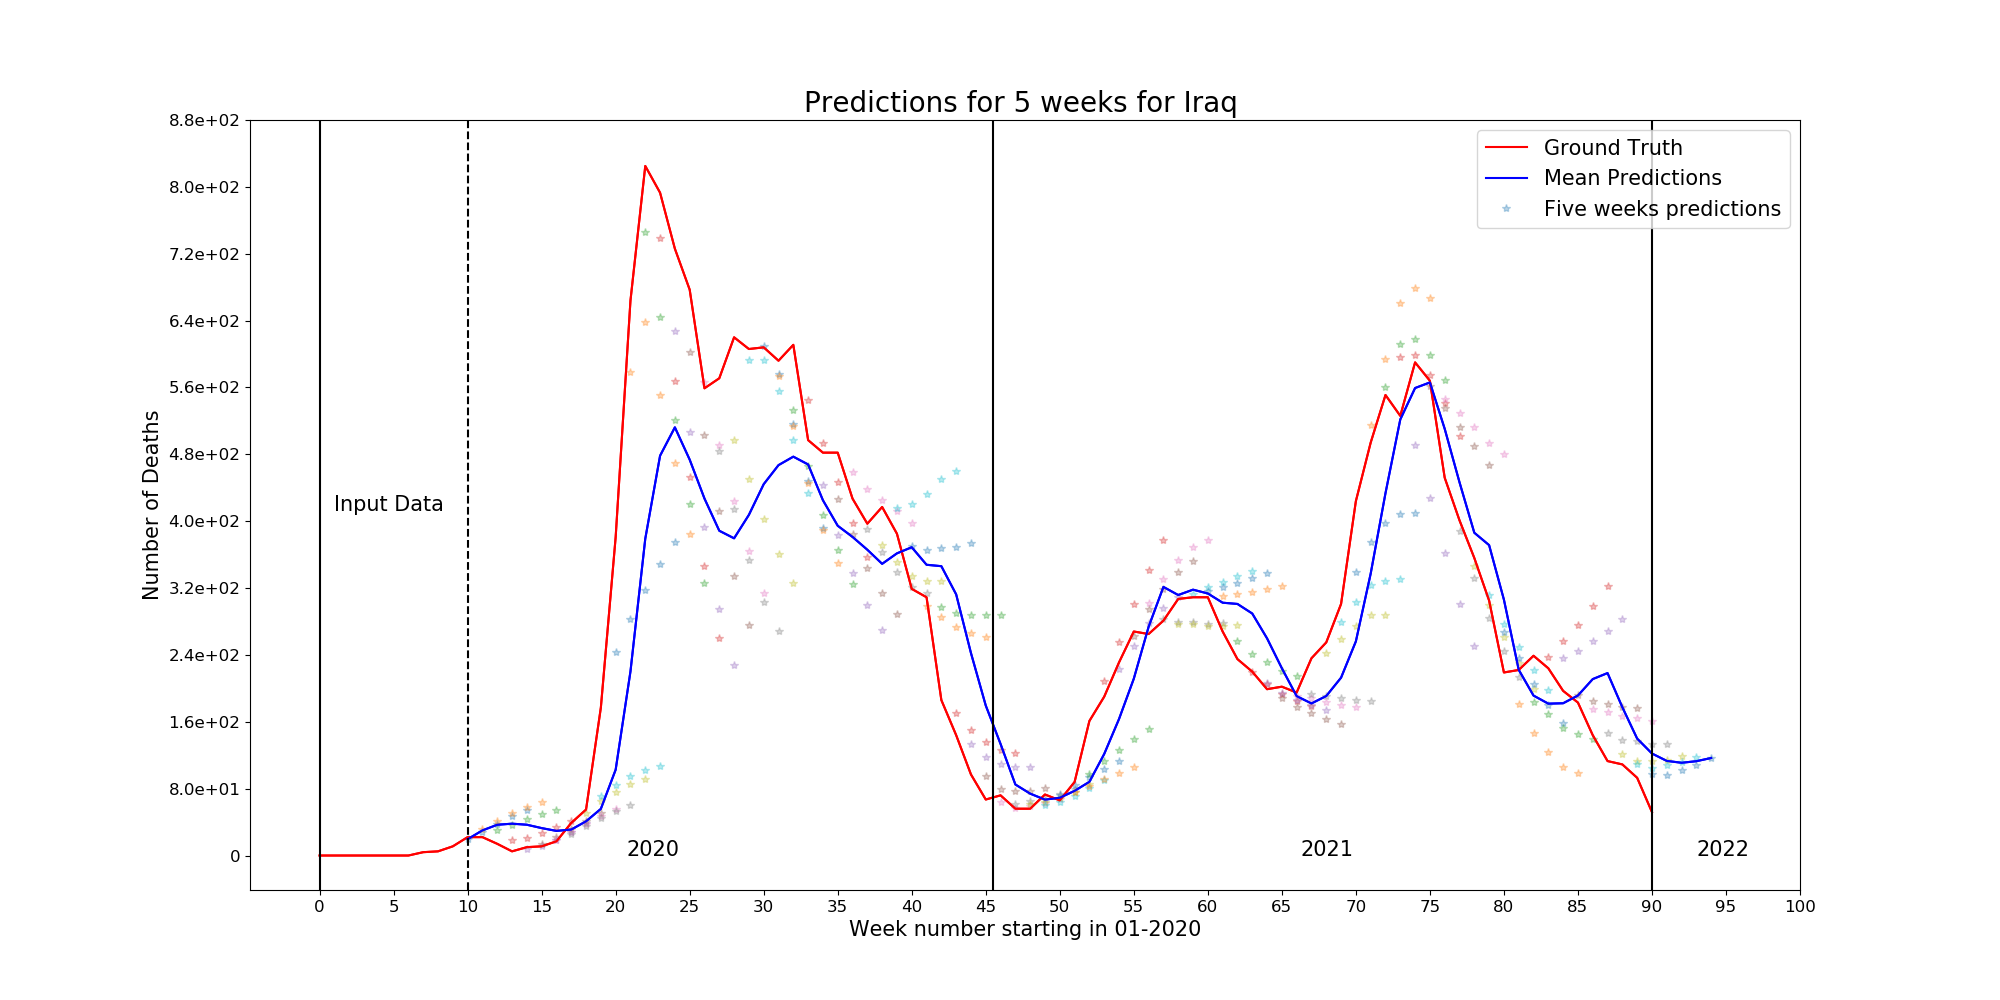 Predictions for 5 weeks for Iraq
8.8e+02
8.0e+02
7.2e+02
6.4e+02
5.6e+02
4.8e+02
4.0e+02
3.2e+02
2.4e+02
1.6e+02
8.0e+01
0
Number of Deaths
Ground Truth
Mean Predictions
Five weeks predictions
Input Data
2020
2021
2022
0 5 10 15 20 25 30 35 40 45 50 55 60 65 70 75 80 85 90 95 100
Week number starting in 01-2020